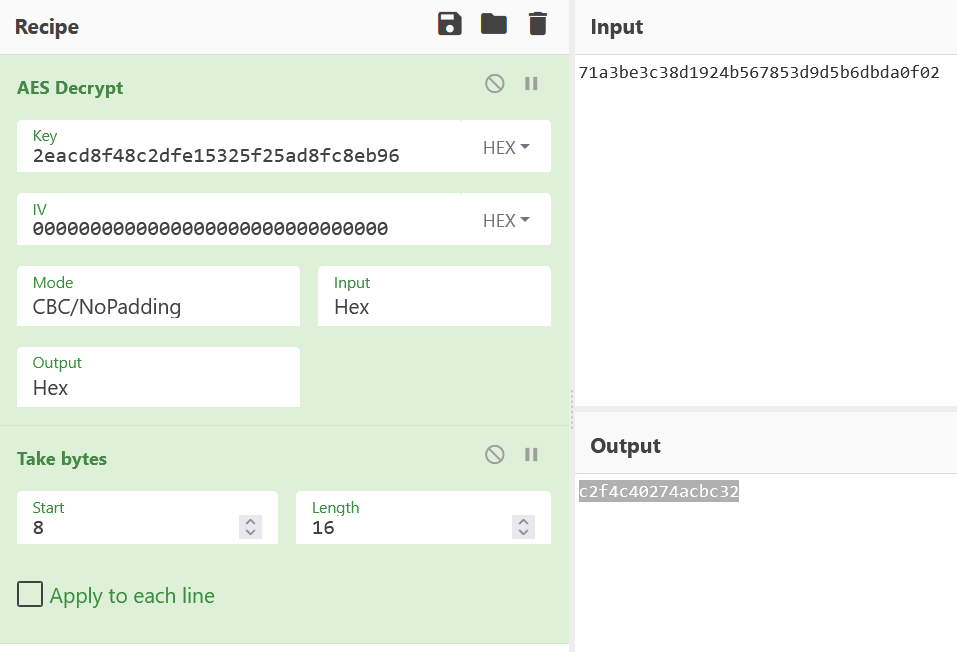 Recipe
AES Decrypt
Key
2eacd8f48c2dfe15325f25ad8fc8eb96
HEX
IV
00000000000000000000000000000000
HEX
Mode
CBC/NoPadding
Input
Hex
Output
Hex
Take bytes
Start
8
Length
16
Apply to each line
Input
71a3be3c38d1924b567853d9d5b6dbda0f02
Output
c2f4c40274acbc32